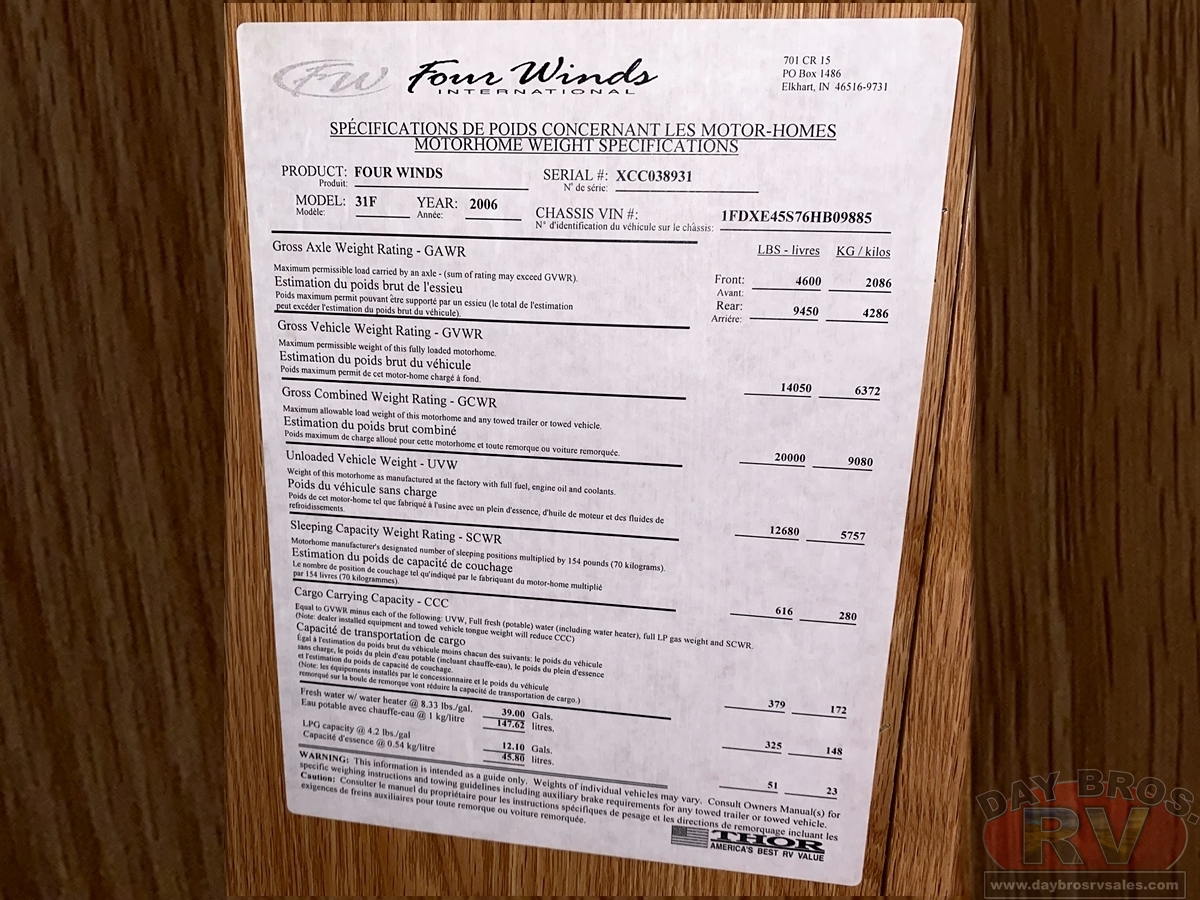 FW Four Winds
INTERNATIONAL
701 CR 15
PO Box 1486
Elkhart, IN 46516-9731
SPÉCIFICATIONS DE POIDS CONCERNANT LES MOTOR-HOMES
MOTORHOME WEIGHT SPECIFICATIONS
PRODUCT: FOUR WINDS SERIAL #: XCC038931
Produit: N° de série:
MODEL: 31F YEAR: 2006 CHASSIS VIN #: 1FDXE45S76HB09885
Modèle: Année: N° d'identification du véhicule sur le châssis:
LBS - livres KG / kilos
Gross Axle Weight Rating - GAWR
Maximum permissible load carried by an axle - (sum of rating may exceed GVWR).
Front: 4600 2086
Avant:
Estimation du poids brut de l'essieu
Poids maximum permit pouvant être supporté par un essieu (le total de l'estimation
peut excéder l'estimation du poids brut du véhicule).
Rear: 9450 4286
Arriére:
Gross Vehicle Weight Rating - GVWR
Maximum permissible weight of this fully loaded motorhome.
Estimation du poids brut du véhicule
Poids maximum permit de cet motor-home chargé à fond.
14050 6372
Gross Combined Weight Rating - GCWR
Maximum allowable load weight of this motorhome and any towed trailer or towed vehicle.
Estimation du poids brut combiné
Poids maximum de charge alloué pour cette motorhome et toute remorque ou voiture remorquée.
20000 9080
Unloaded Vehicle Weight - UVW
Weight of this motorhome as manufactured at the factory with full fuel, engine oil and coolants.
Poids du véhicule sans charge
Poids de cet motor-home tel que fabriqué à l'usine avec un plein d'essence, d'huile de moteur et des fluides de
refroidissements.
12680 5757
Sleeping Capacity Weight Rating - SCWR
Motorhome manufacturer's designated number of sleeping positions multiplied by 154 pounds (70 kilograms).
Estimation du poids de capacité de couchage
Le nombre de position de couchage tel qu'indiqué par le fabriquant du motor-home multiplié
par 154 livres (70 kilogrammes).
616 280
Cargo Carrying Capacity - CCC
Equal to GVWR minus each of the following: UVW, Full fresh (potable) water (including water heater), full LP gas weight and SCWR.
(Note: dealer installed equipment and towed vehicle tongue weight will reduce CCC)
Capacité de transportation de cargo
Égal à l'estimation du poids brut du véhicule moins chacun des suivants: le poids du véhicule
sans charge, le poids du plein d'eau potable (incluant chauffe-eau), le poids du plein d'essence
et l'estimation du poids de capacité de couchage.
(Note: les équipements installés par le concessionnaire et le poids du véhicule
remorqué sur la boule de remorque vont réduire la capacité de transportation de cargo.)
379 172
Fresh water w/ water heater @ 8.33 lbs./gal. 39.00 Gals.
Eau potable avec chauffe-eau @ 1 kg/litre 147.62 litres.
325 148
LPG capacity @ 4.2 lbs./gal 12.10 Gals.
Capacité d'essence @ 0.54 kg/litre 45.80 litres.
51 23
WARNING: This information is intended as a guide only. Weights of individual vehicles may vary. Consult Owners Manual(s) for
specific weighing instructions and towing guidelines including auxiliary brake requirements for any towed trailer or towed vehicle.
Caution: Consulter le manuel du propriétaire pour les instructions spécifiques de pesage et les directions de remorquage incluant les
exigences de freins auxiliaires pour toute remorque ou voiture remorquée.
THOR
AMERICA'S BEST RV VALUE
DAY BROS.
RV
www.daybrosrvsales.com